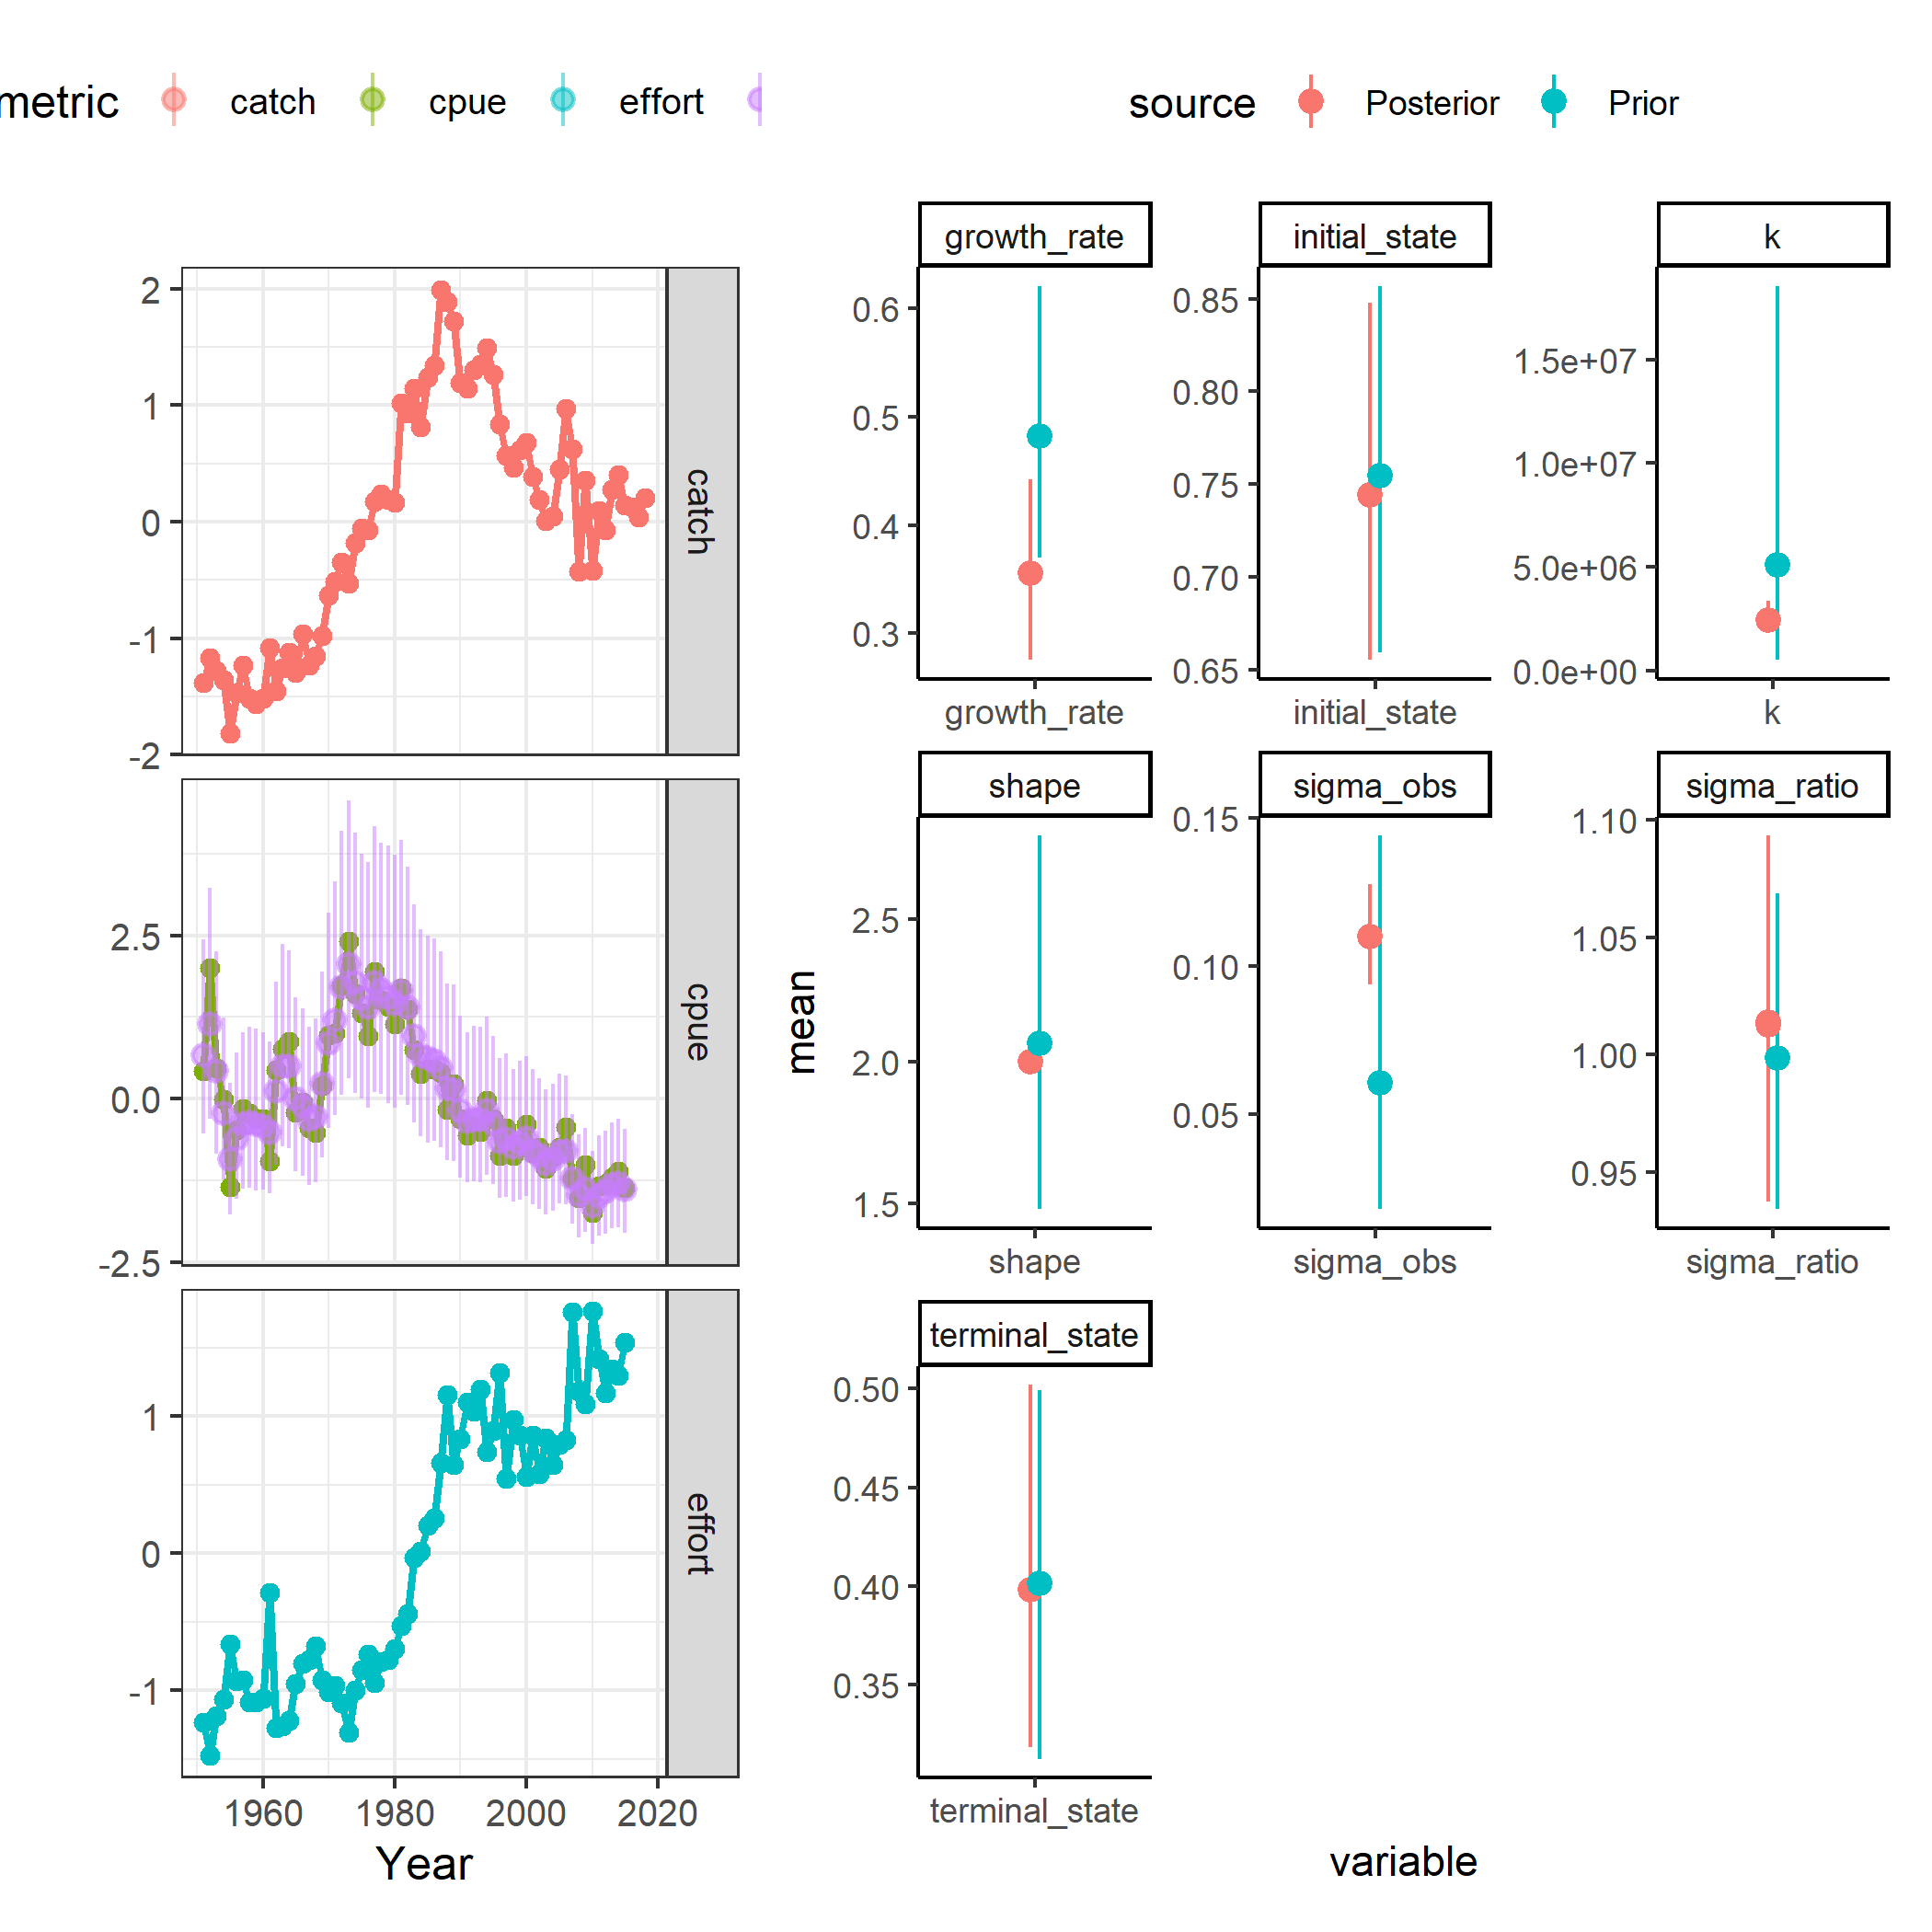 metric catch cpue effort
2
1
0
-1
-2
catch
2.5
0.0
-2.5
cpue
1
0
-1
effort
1960 1980 2000 2020
Year
source Posterior Prior
mean
growth_rate initial_state k
0.6
0.5
0.4
0.3
growth_rate
0.85
0.80
0.75
0.70
0.65
initial_state
1.5e+07
1.0e+07
5.0e+06
0.0e+00
k
shape sigma_obs sigma_ratio
2.5
2.0
1.5
shape
0.15
0.10
0.05
sigma_obs
1.10
1.05
1.00
0.95
sigma_ratio
terminal_state
0.50
0.45
0.40
0.35
terminal_state
variable